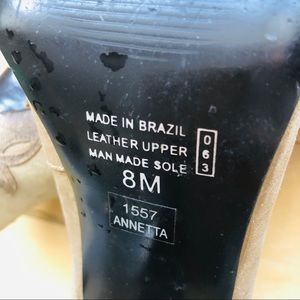 MADE IN BRAZIL
LEATHER UPPER
MAN MADE SOLE
8M
063
1557
ANNETTA